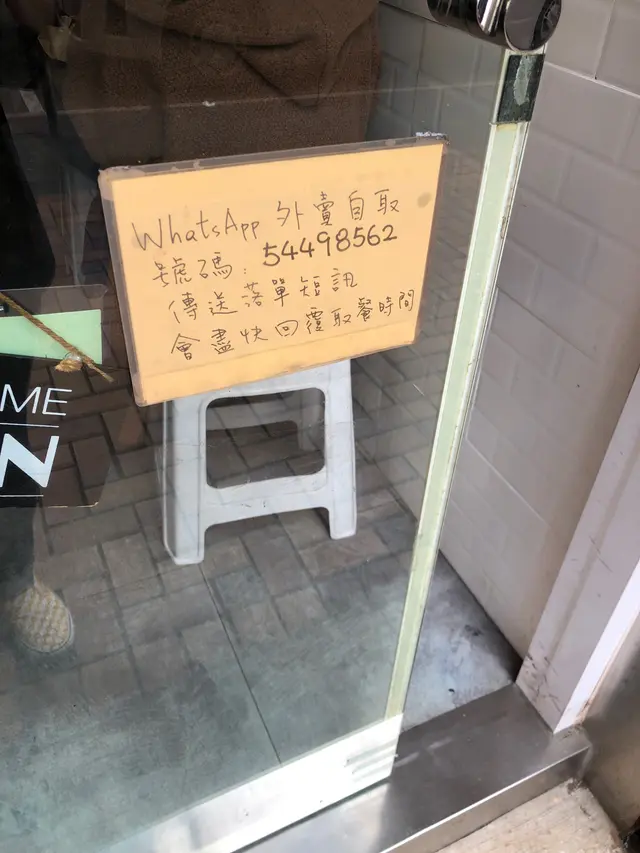 WhatsApp 外賣自取
號碼: 54498562
傳送落單短訊
會盡快回覆取餐時間
ME
N